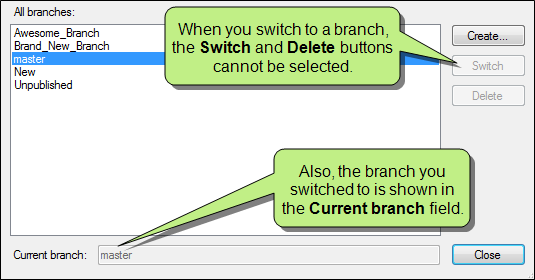 All branches:
Awesome_Branch
Brand_New_Branch
master
New
Unpublished
When you switch to a branch,
the Switch and Delete buttons
cannot be selected.
Create...
Switch
Delete
Also, the branch you
switched to is shown in
the Current branch field.
Current branch: master
Close